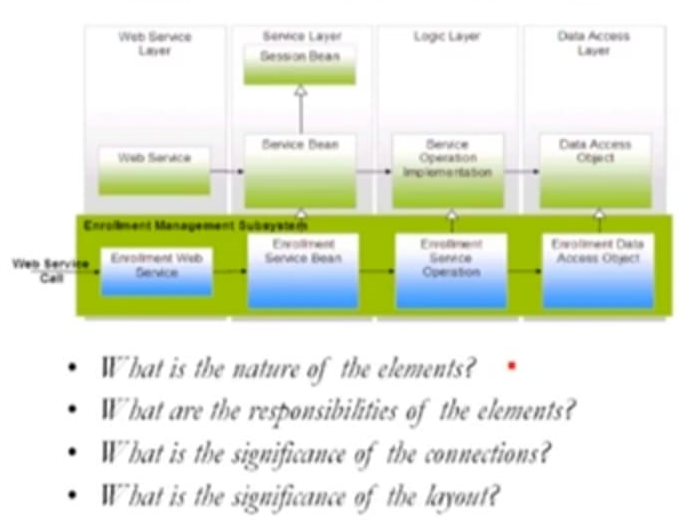 Web Service
Layer
Service Layer
Logic Layer
Data Access
Layer
Session Bean
Web Service
Service Bean
Service
Operation
Implementation
Data Access
Object
Enrollment Management Subsystem
Web Service
Call
Enrollment Web
Service
Enrollment
Service Bean
Enrollment
Service
Operation
Enrollment Data
Access Object
• What is the nature of the elements?
• What are the responsibilities of the elements?
• What is the significance of the connections?
• What is the significance of the layout?